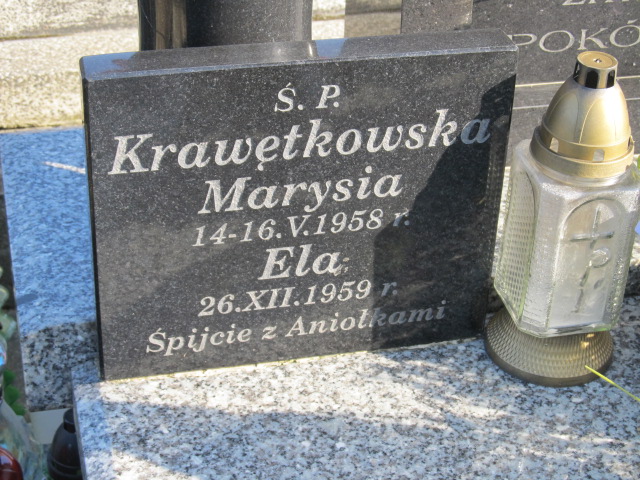 Ś. P.
Krawętkowska
Marysia
14-16.V.1958 r.
Ela
26.XII.1959 r.
Śpijcie z Aniołkami